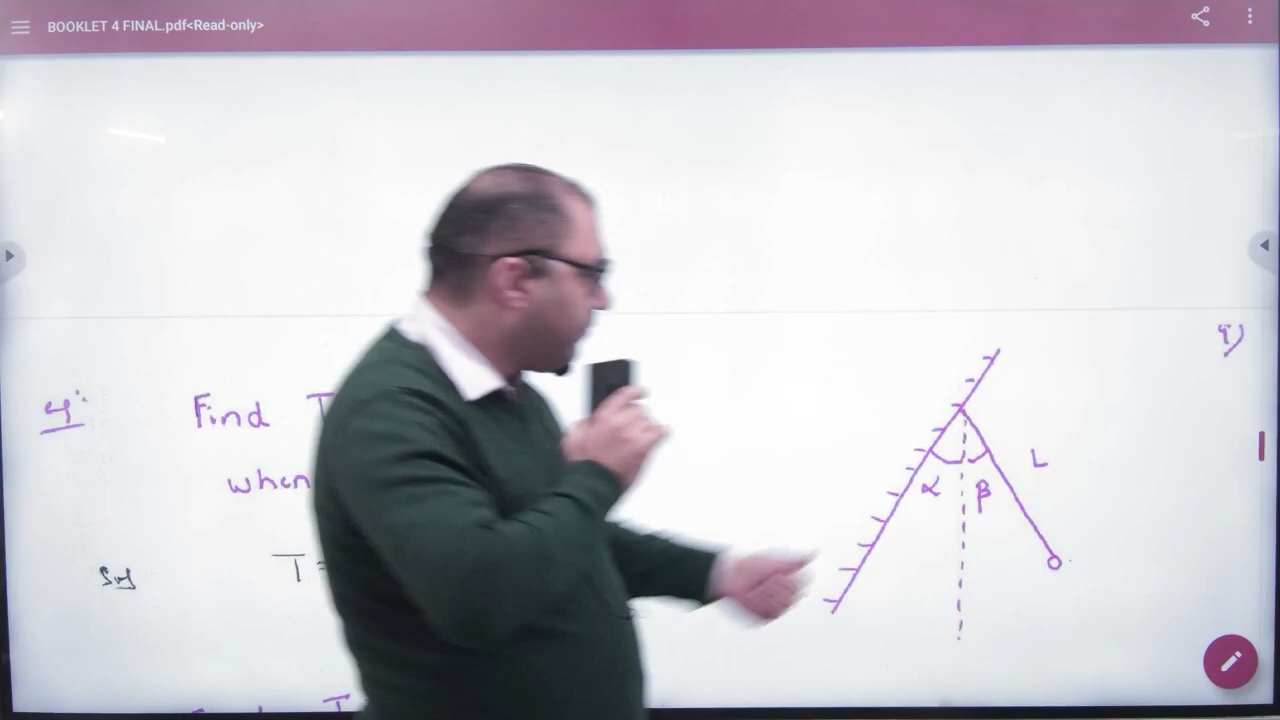 BOOKLET 4 FINAL.pdf<Read-only>
4:
Find T
when
L
α β
Sol
T =
T